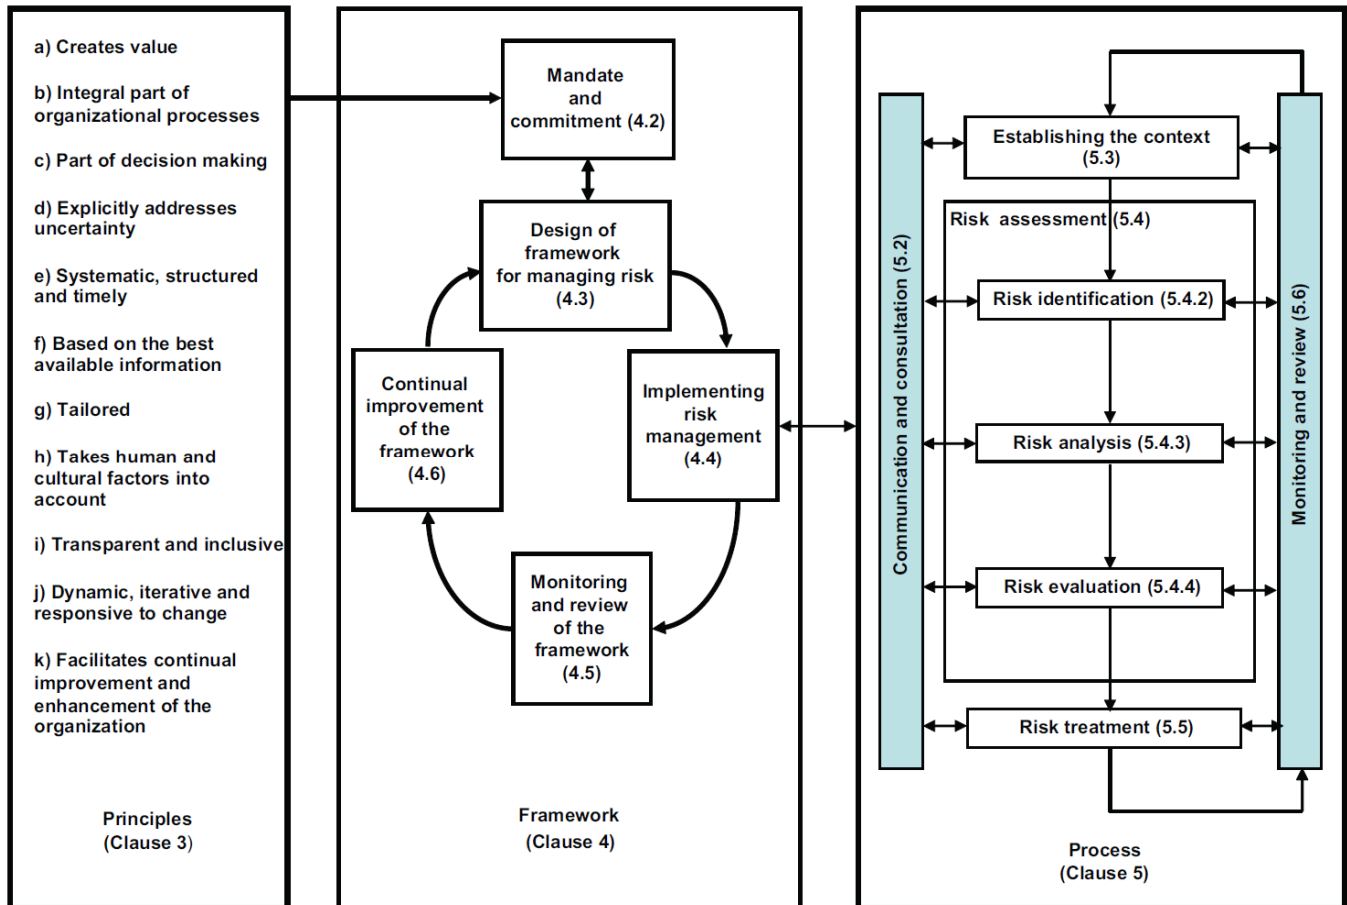 a) Creates value
b) Integral part of
organizational processes
c) Part of decision making
d) Explicitly addresses
uncertainty
e) Systematic, structured
and timely
f) Based on the best
available information
g) Tailored
h) Takes human and
cultural factors into
account
i) Transparent and inclusive
j) Dynamic, iterative and
responsive to change
k) Facilitates continual
improvement and
enhancement of the
organization
Principles
(Clause 3)
Mandate
and
commitment (4.2)
Design of
framework
for managing risk
(4.3)
Implementing
risk
management
(4.4)
Continual
improvement
of the
framework
(4.6)
Monitoring
and review
of the
framework
(4.5)
Framework
(Clause 4)
Communication and consultation (5.2)
Establishing the context
(5.3)
Risk assessment (5.4)
Risk identification (5.4.2)
Risk analysis (5.4.3)
Risk evaluation (5.4.4)
Risk treatment (5.5)
Monitoring and review (5.6)
Process
(Clause 5)